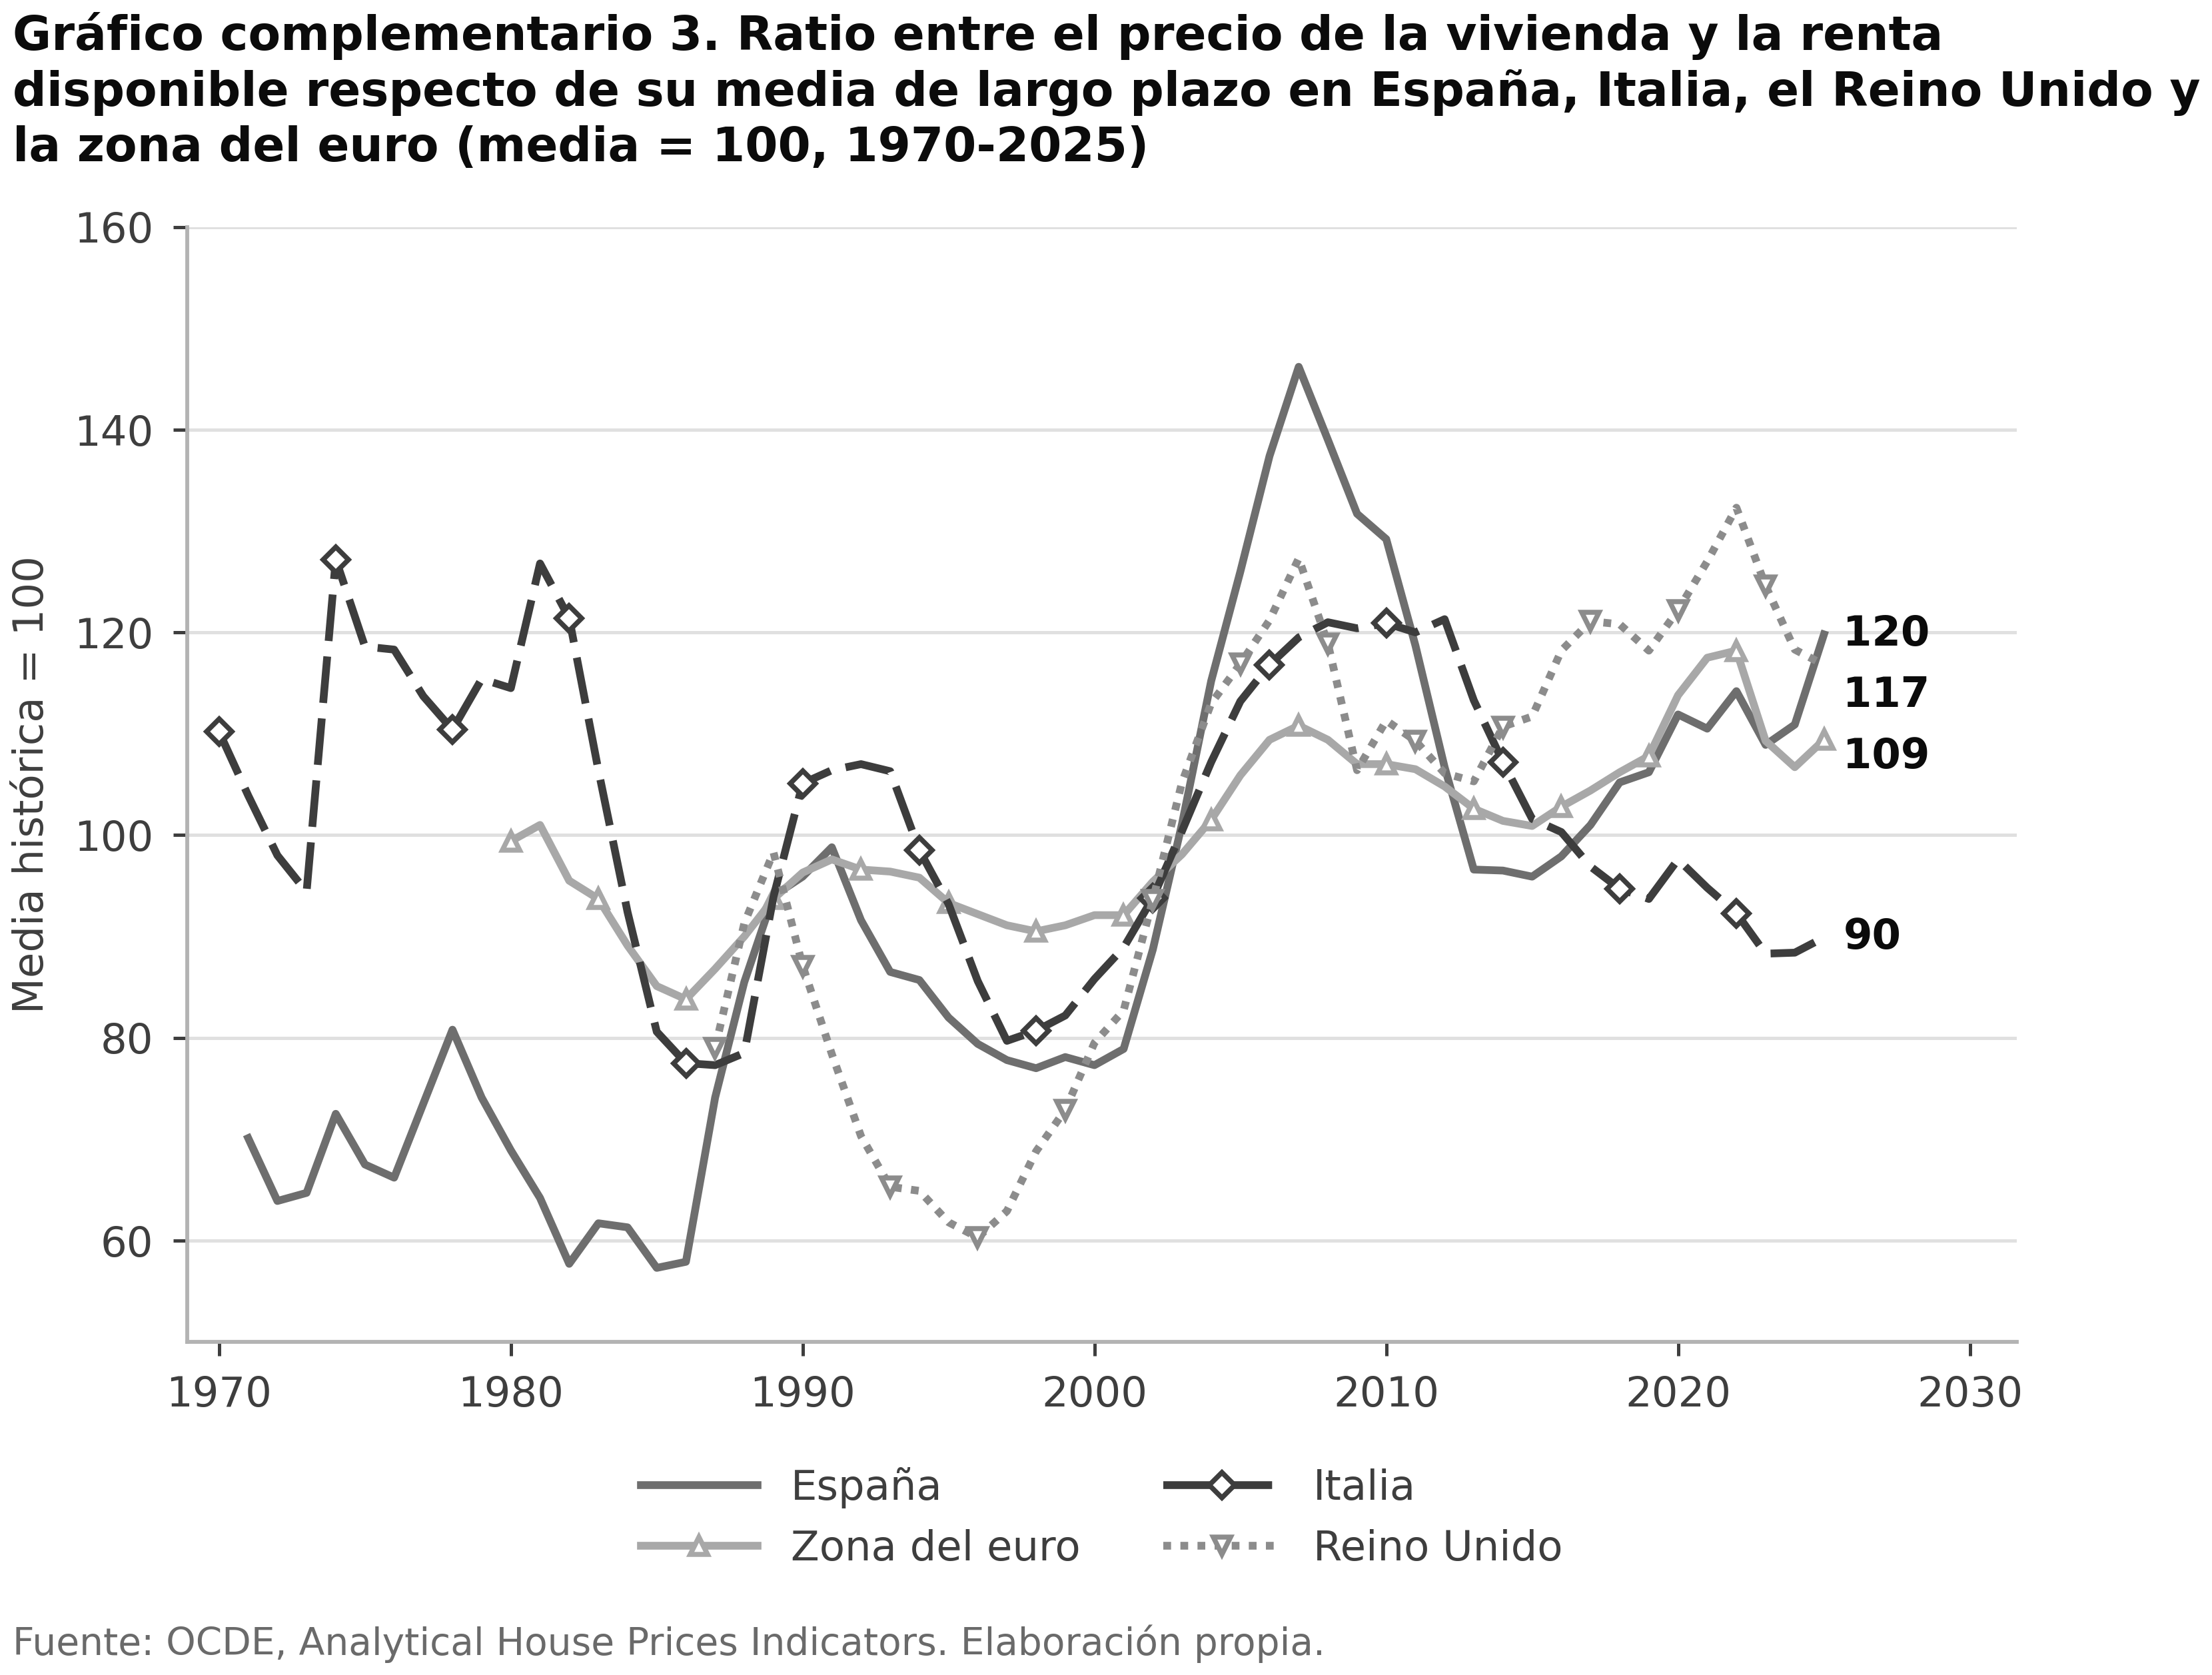 Gráfico complementario 3. Ratio entre el precio de la vivienda y la renta
disponible respecto de su media de largo plazo en España, Italia, el Reino Unido y
la zona del euro (media = 100, 1970-2025)
Media histórica = 100
160
140
120
100
80
60
120
117
109
90
1970 1980 1990 2000 2010 2020 2030
España Italia
Zona del euro Reino Unido
Fuente: OCDE, Analytical House Prices Indicators. Elaboración propia.